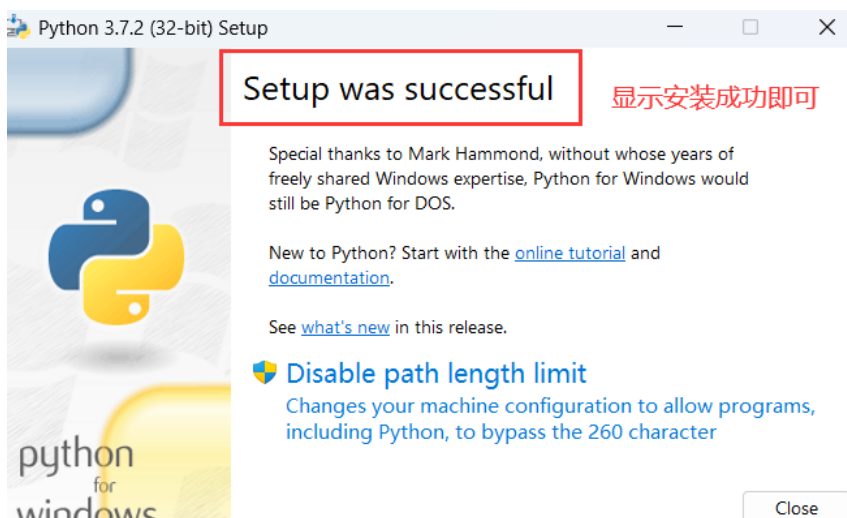 Python 3.7.2 (32-bit) Setup
Setup was successful
显示安装成功即可
Special thanks to Mark Hammond, without whose years of
freely shared Windows expertise, Python for Windows would
still be Python for DOS.
New to Python? Start with the online tutorial and
documentation.
See what's new in this release.
Disable path length limit
Changes your machine configuration to allow programs,
including Python, to bypass the 260 character
python
for
windows
Close